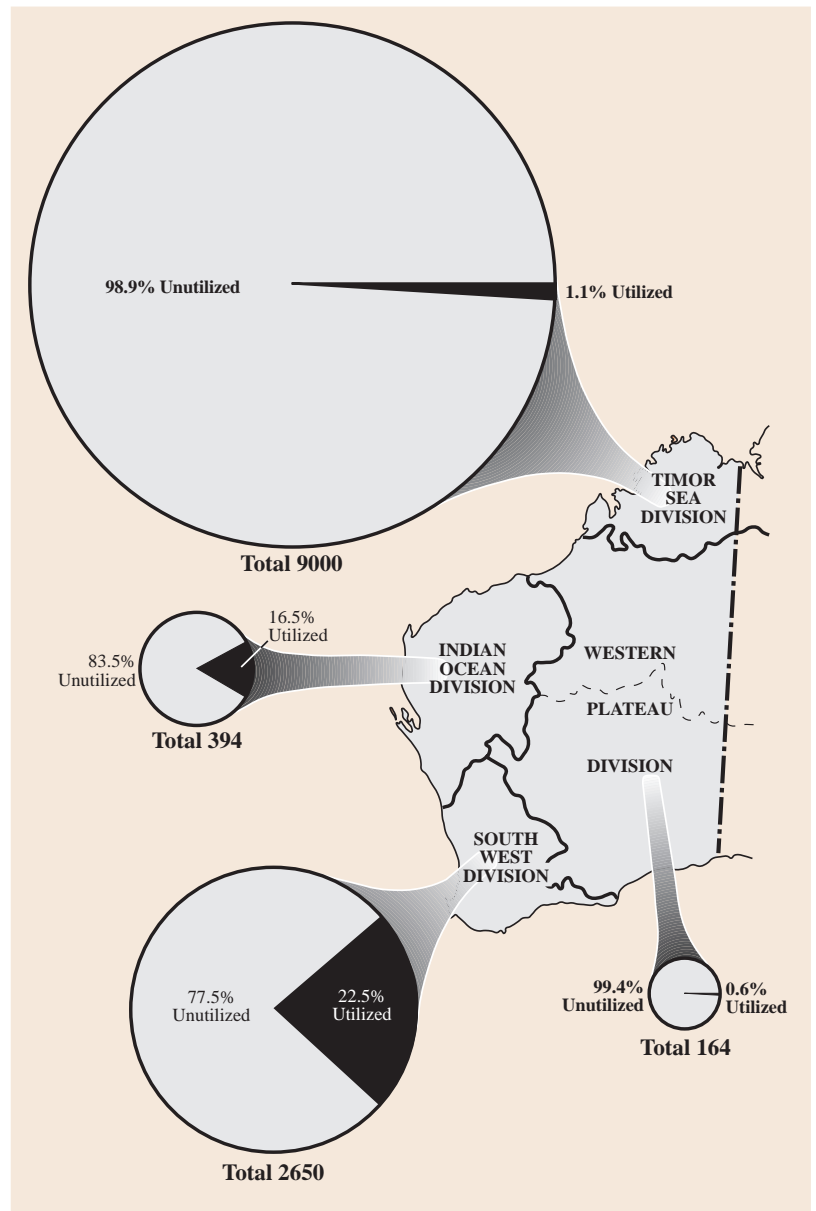 98.9% Unutilized
1.1% Utilized
TIMOR
SEA
DIVISION
Total 9000
16.5%
Utilized
83.5%
Unutilized
INDIAN
OCEAN
DIVISION
WESTERN
PLATEAU
DIVISION
Total 394
SOUTH
WEST
DIVISION
77.5%
Unutilized
22.5%
Utilized
99.4%
Unutilized
0.6%
Utilized
Total 164
Total 2650